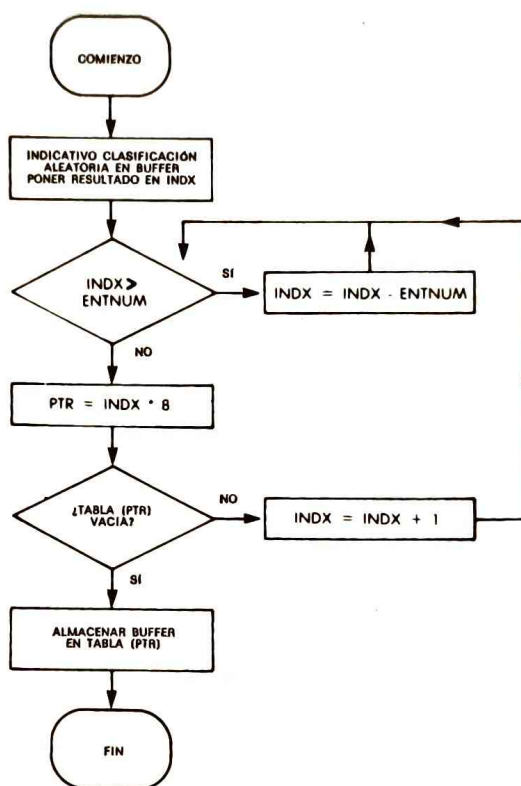 COMIENZO
INDICATIVO CLASIFICACIÓN
ALEATORIA EN BUFFER
PONER RESULTADO EN INDX
INDX >
ENTNUM
SÍ
INDX = INDX - ENTNUM
NO
PTR = INDX * 8
¿TABLA (PTR)
VACIA?
NO
INDX = INDX + 1
SÍ
ALMACENAR BUFFER
EN TABLA (PTR)
FIN